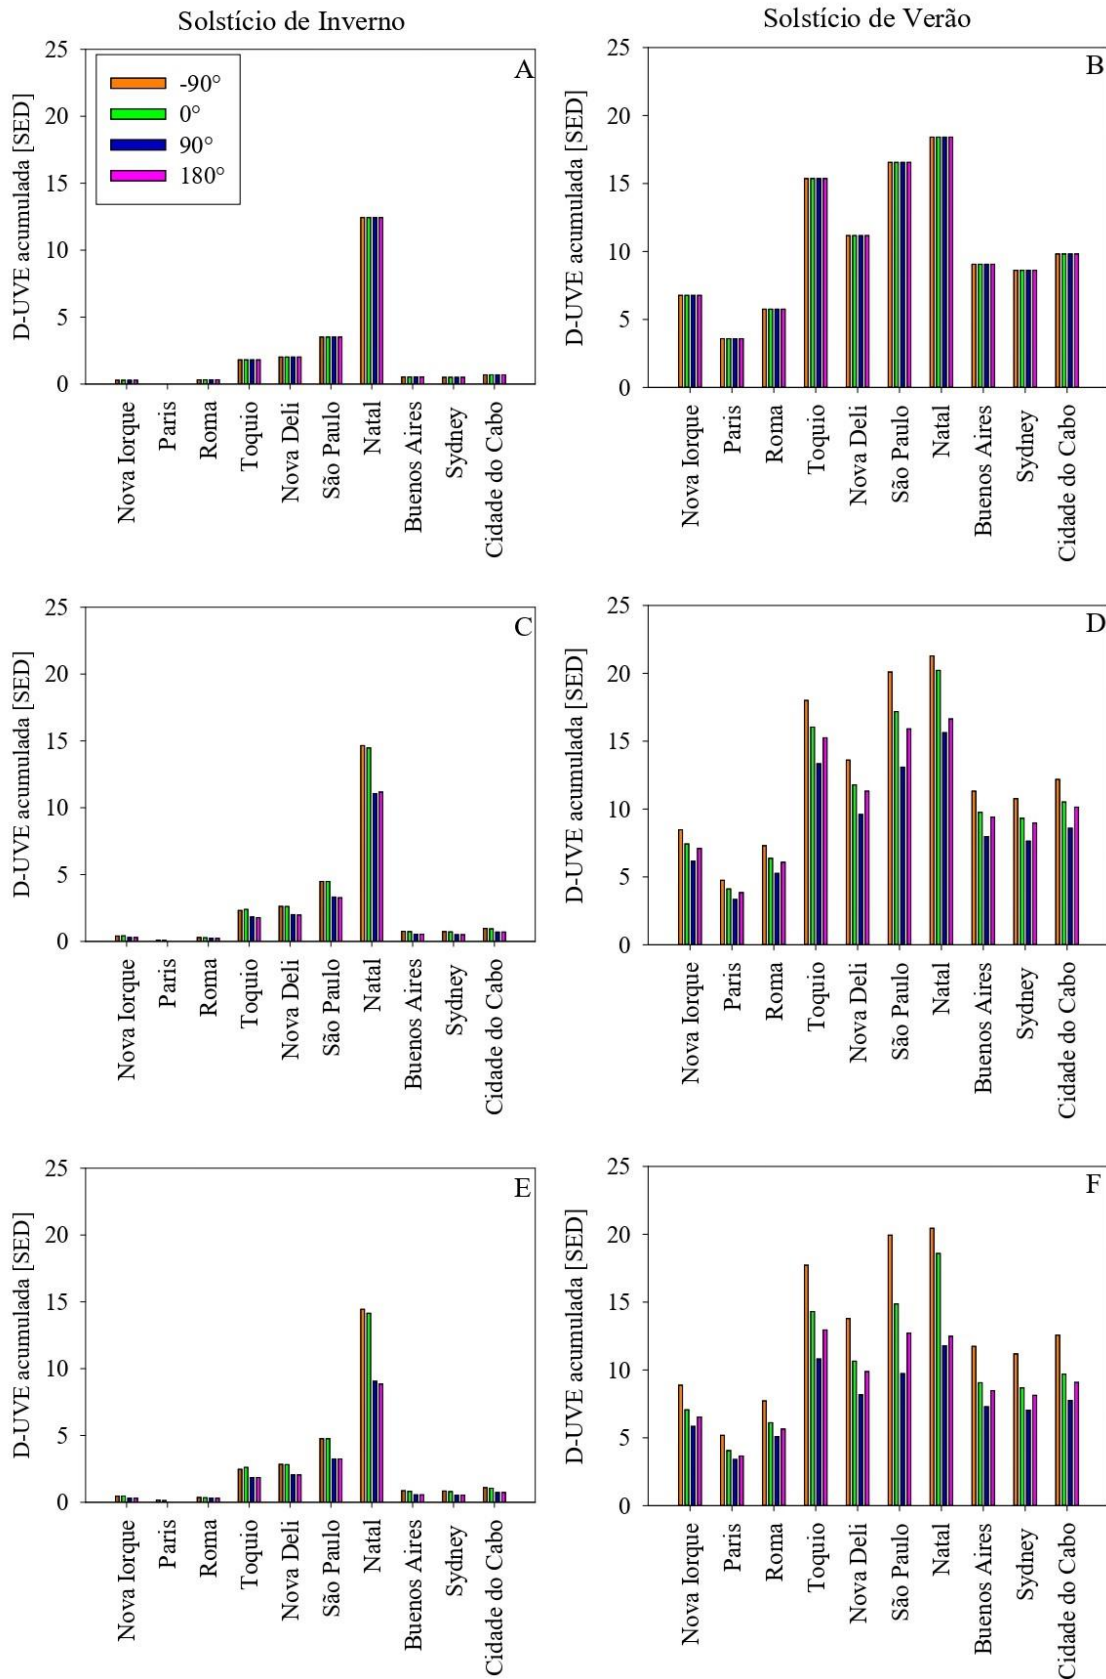 Solstício de Inverno
Solstício de Verão
D-UVE acumulada [SED]
25
20
15
10
5
0
-90°
0°
90°
180°
A
Nova Iorque
Paris
Roma
Toquio
Nova Deli
São Paulo
Natal
Buenos Aires
Sydney
Cidade do Cabo
D-UVE acumulada [SED]
25
20
15
10
5
0
B
Nova Iorque
Paris
Roma
Toquio
Nova Deli
São Paulo
Natal
Buenos Aires
Sydney
Cidade do Cabo
D-UVE acumulada [SED]
25
20
15
10
5
0
C
Nova Iorque
Paris
Roma
Toquio
Nova Deli
São Paulo
Natal
Buenos Aires
Sydney
Cidade do Cabo
D-UVE acumulada [SED]
25
20
15
10
5
0
D
Nova Iorque
Paris
Roma
Toquio
Nova Deli
São Paulo
Natal
Buenos Aires
Sydney
Cidade do Cabo
D-UVE acumulada [SED]
25
20
15
10
5
0
E
Nova Iorque
Paris
Roma
Toquio
Nova Deli
São Paulo
Natal
Buenos Aires
Sydney
Cidade do Cabo
D-UVE acumulada [SED]
25
20
15
10
5
0
F
Nova Iorque
Paris
Roma
Toquio
Nova Deli
São Paulo
Natal
Buenos Aires
Sydney
Cidade do Cabo